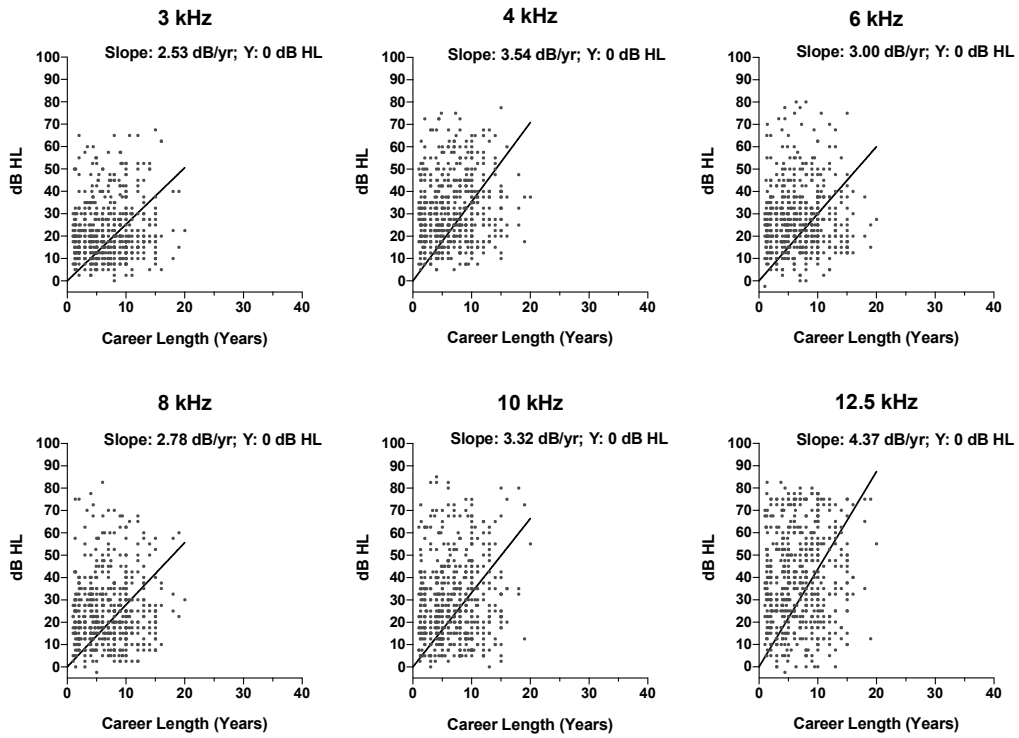 3 kHz
Slope: 2.53 dB/yr; Y: 0 dB HL
100
90
80
70
60
50
40
30
20
10
0
dB HL
0 10 20 30 40
Career Length (Years)
4 kHz
Slope: 3.54 dB/yr; Y: 0 dB HL
100
90
80
70
60
50
40
30
20
10
0
dB HL
0 10 20 30 40
Career Length (Years)
6 kHz
Slope: 3.00 dB/yr; Y: 0 dB HL
100
90
80
70
60
50
40
30
20
10
0
dB HL
0 10 20 30 40
Career Length (Years)
8 kHz
Slope: 2.78 dB/yr; Y: 0 dB HL
100
90
80
70
60
50
40
30
20
10
0
dB HL
0 10 20 30 40
Career Length (Years)
10 kHz
Slope: 3.32 dB/yr; Y: 0 dB HL
100
90
80
70
60
50
40
30
20
10
0
dB HL
0 10 20 30 40
Career Length (Years)
12.5 kHz
Slope: 4.37 dB/yr; Y: 0 dB HL
100
90
80
70
60
50
40
30
20
10
0
dB HL
0 10 20 30 40
Career Length (Years)